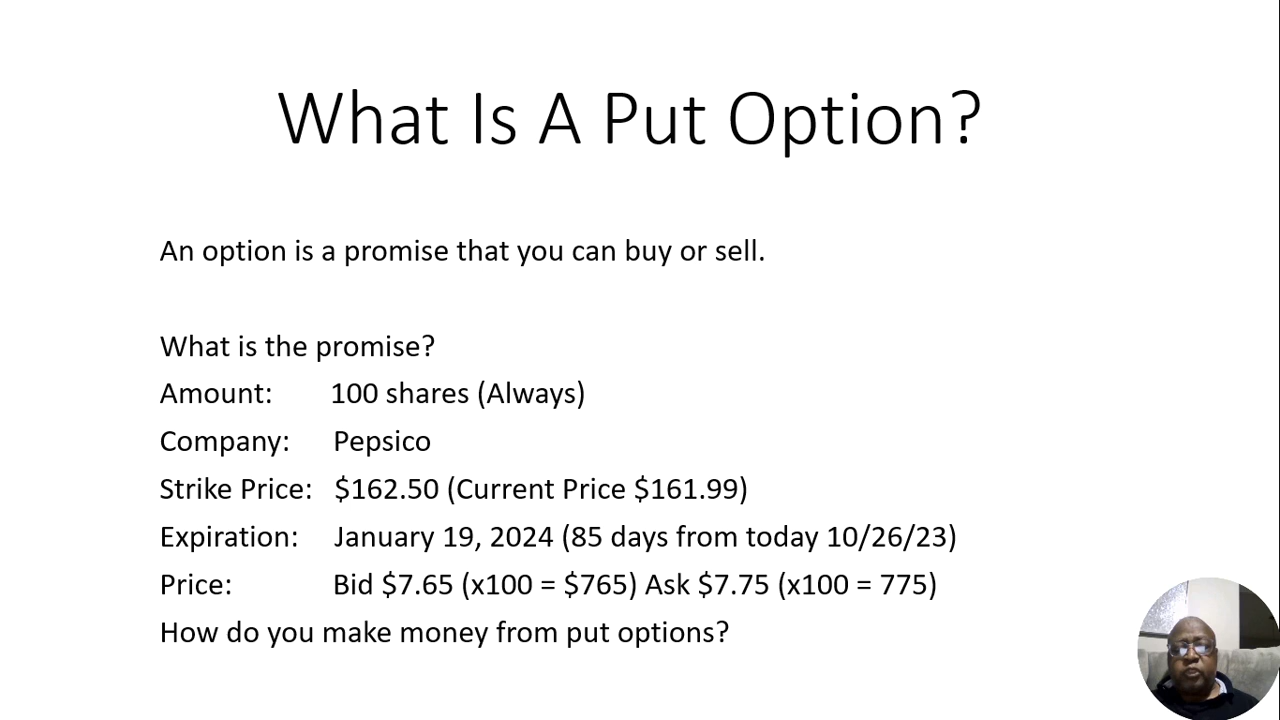 What Is A Put Option?
An option is a promise that you can buy or sell.
What is the promise?
Amount: 100 shares (Always)
Company: Pepsico
Strike Price: $162.50 (Current Price $161.99)
Expiration: January 19, 2024 (85 days from today 10/26/23)
Price: Bid $7.65 (x100 = $765) Ask $7.75 (x100 = 775)
How do you make money from put options?